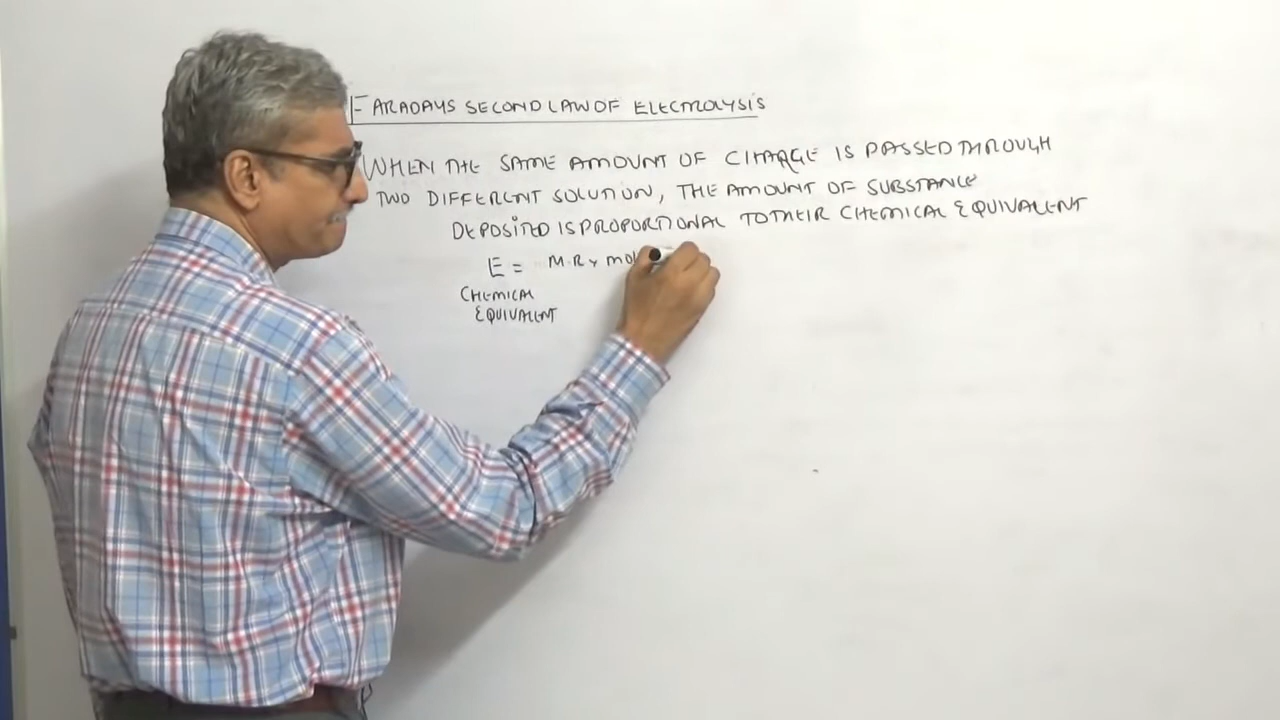 FARADAYS SECOND LAW OF ELECTROLYSIS
WHEN THE SAME AMOUNT OF CHARGE IS PASSED THROUGH
TWO DIFFERENT SOLUTION, THE AMOUNT OF SUBSTANCE
DEPOSITED IS PROPORTIONAL TO THEIR CHEMICAL EQUIVALENT
E = M.R x mol
CHEMICAL
EQUIVALENT